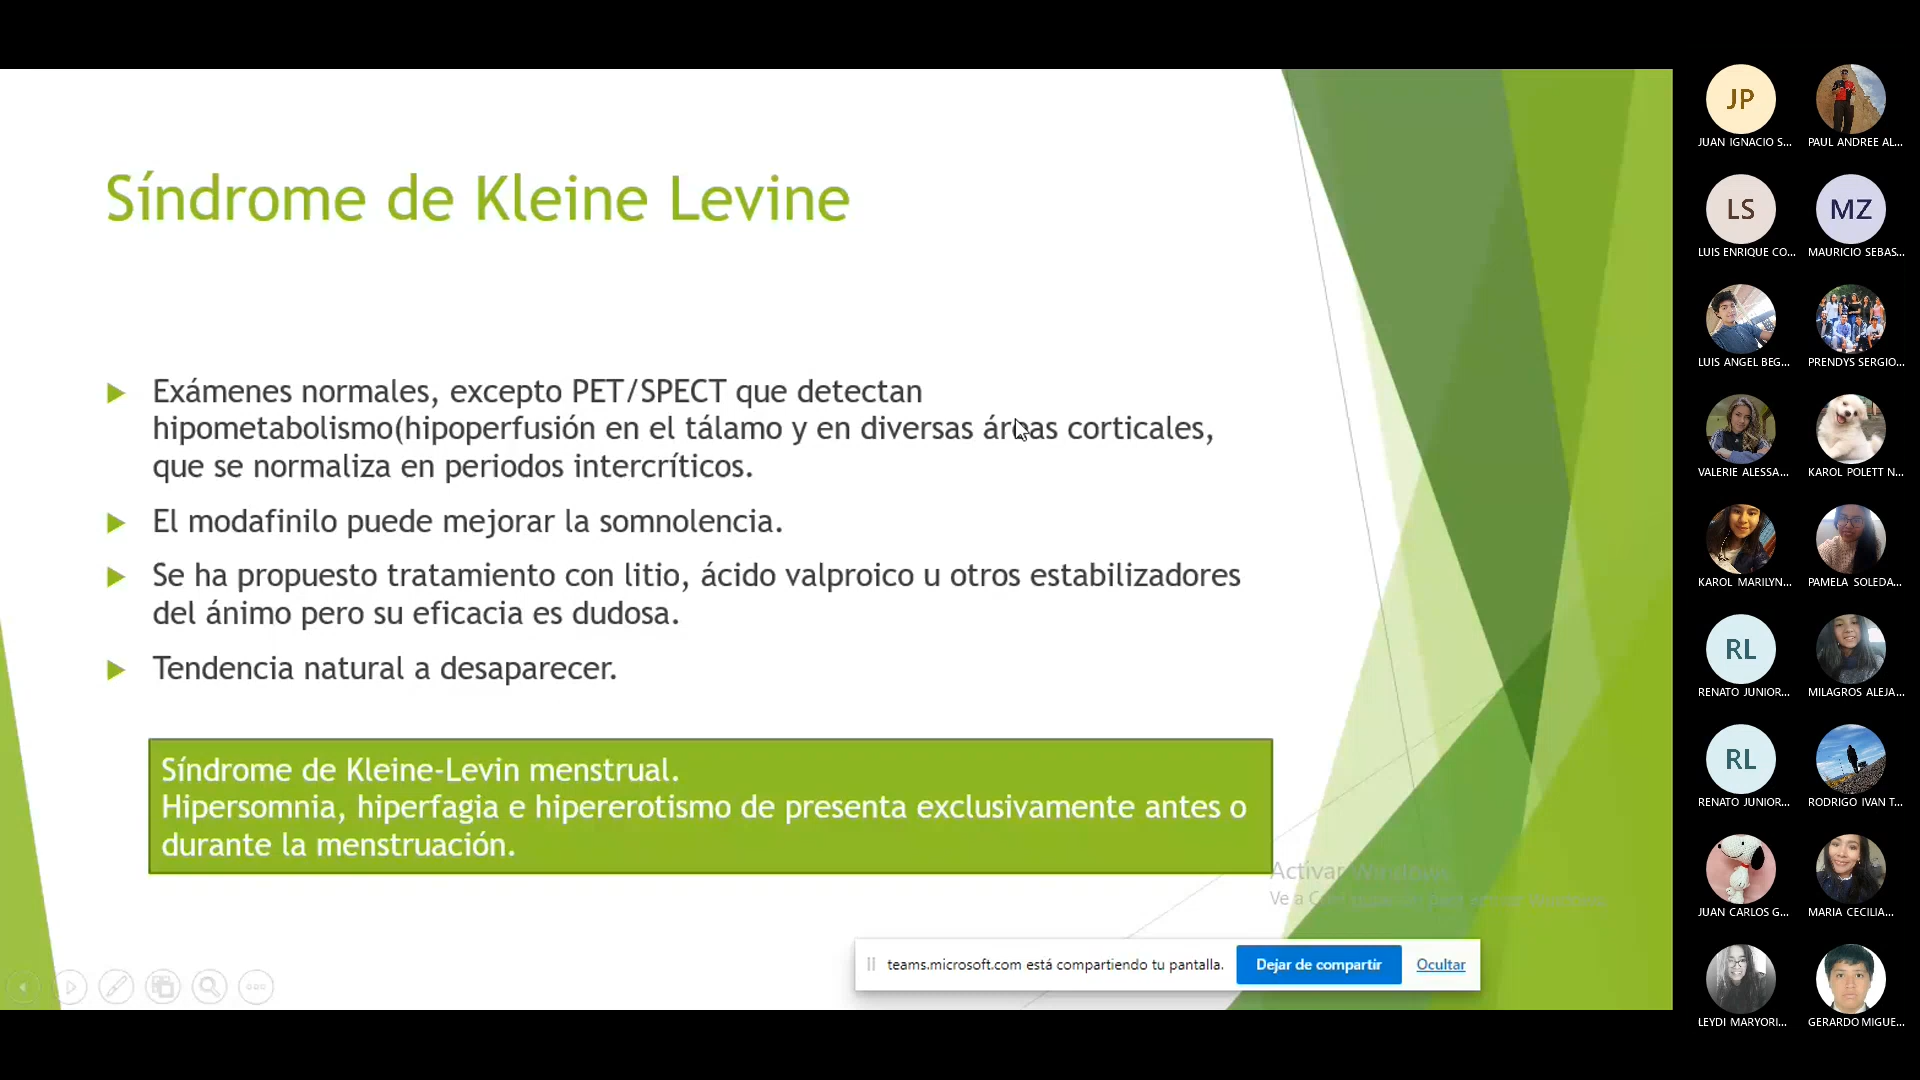 Síndrome de Kleine Levine
Exámenes normales, excepto PET/SPECT que detectan
hipometabolismo(hipoperfusión en el tálamo y en diversas áreas corticales,
que se normaliza en periodos intercríticos.
El modafinilo puede mejorar la somnolencia.
Se ha propuesto tratamiento con litio, ácido valproico u otros estabilizadores
del ánimo pero su eficacia es dudosa.
Tendencia natural a desaparecer.
Síndrome de Kleine-Levin menstrual.
Hipersomnia, hiperfagia e hipererotismo de presenta exclusivamente antes o
durante la menstruación.
Activar Windows
Ve a
teams.microsoft.com está compartiendo tu pantalla.
Dejar de compartir
Ocultar
JP
JUAN IGNACIO S...
PAUL ANDREE AL...
LS
LUIS ENRIQUE CO...
MZ
MAURICIO SEBAS...
LUIS ANGEL BEG...
PRENDYS SERGIO...
VALERIE ALESSA...
KAROL POLETT N...
KAROL MARILYN...
PAMELA SOLEDA...
RL
RENATO JUNIOR...
MILAGROS ALEJA...
RL
RENATO JUNIOR...
RODRIGO IVAN T...
JUAN CARLOS G...
MARIA CECILIA...
LEYDI MARYORI...
GERARDO MIGUE...